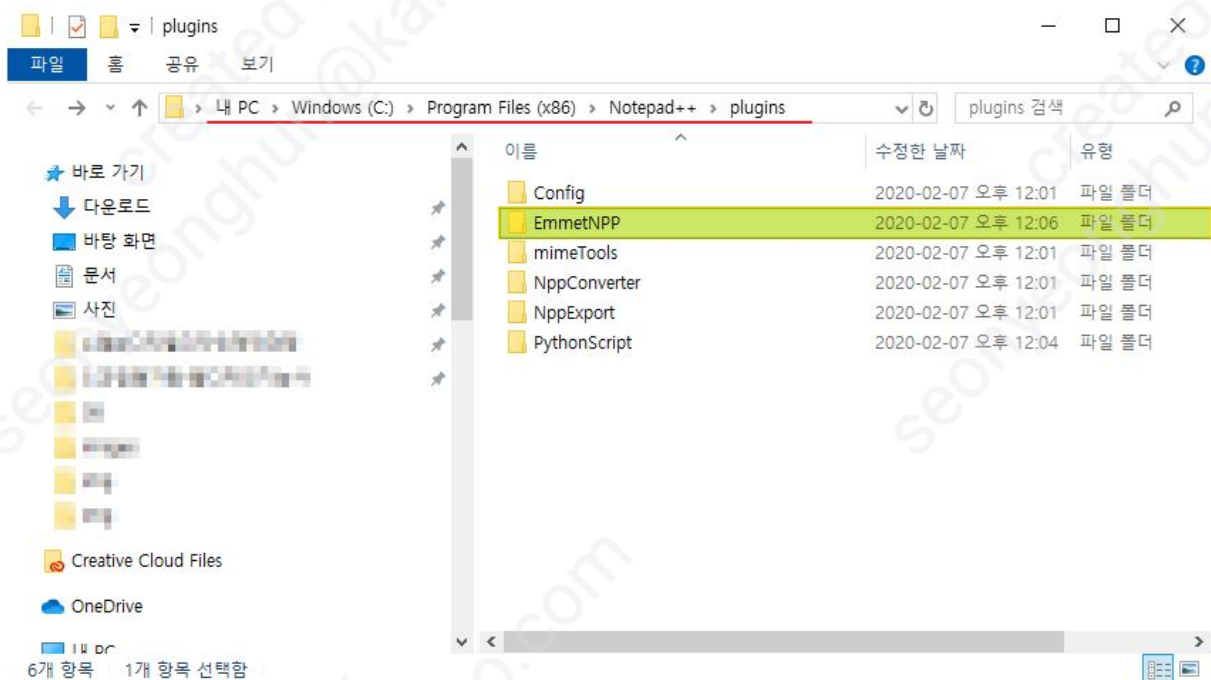 plugins
파일 홈 공유 보기
내 PC > Windows (C:) > Program Files (x86) > Notepad++ > plugins
plugins 검색
이름 수정한 날짜 유형
바로 가기
다운로드
바탕 화면
문서
사진
Creative Cloud Files
OneDrive
내 PC
Config 2020-02-07 오후 12:01 파일 폴더
EmmetNPP 2020-02-07 오후 12:06 파일 폴더
mimeTools 2020-02-07 오후 12:01 파일 폴더
NppConverter 2020-02-07 오후 12:01 파일 폴더
NppExport 2020-02-07 오후 12:01 파일 폴더
PythonScript 2020-02-07 오후 12:04 파일 폴더
6개 항목 1개 항목 선택함